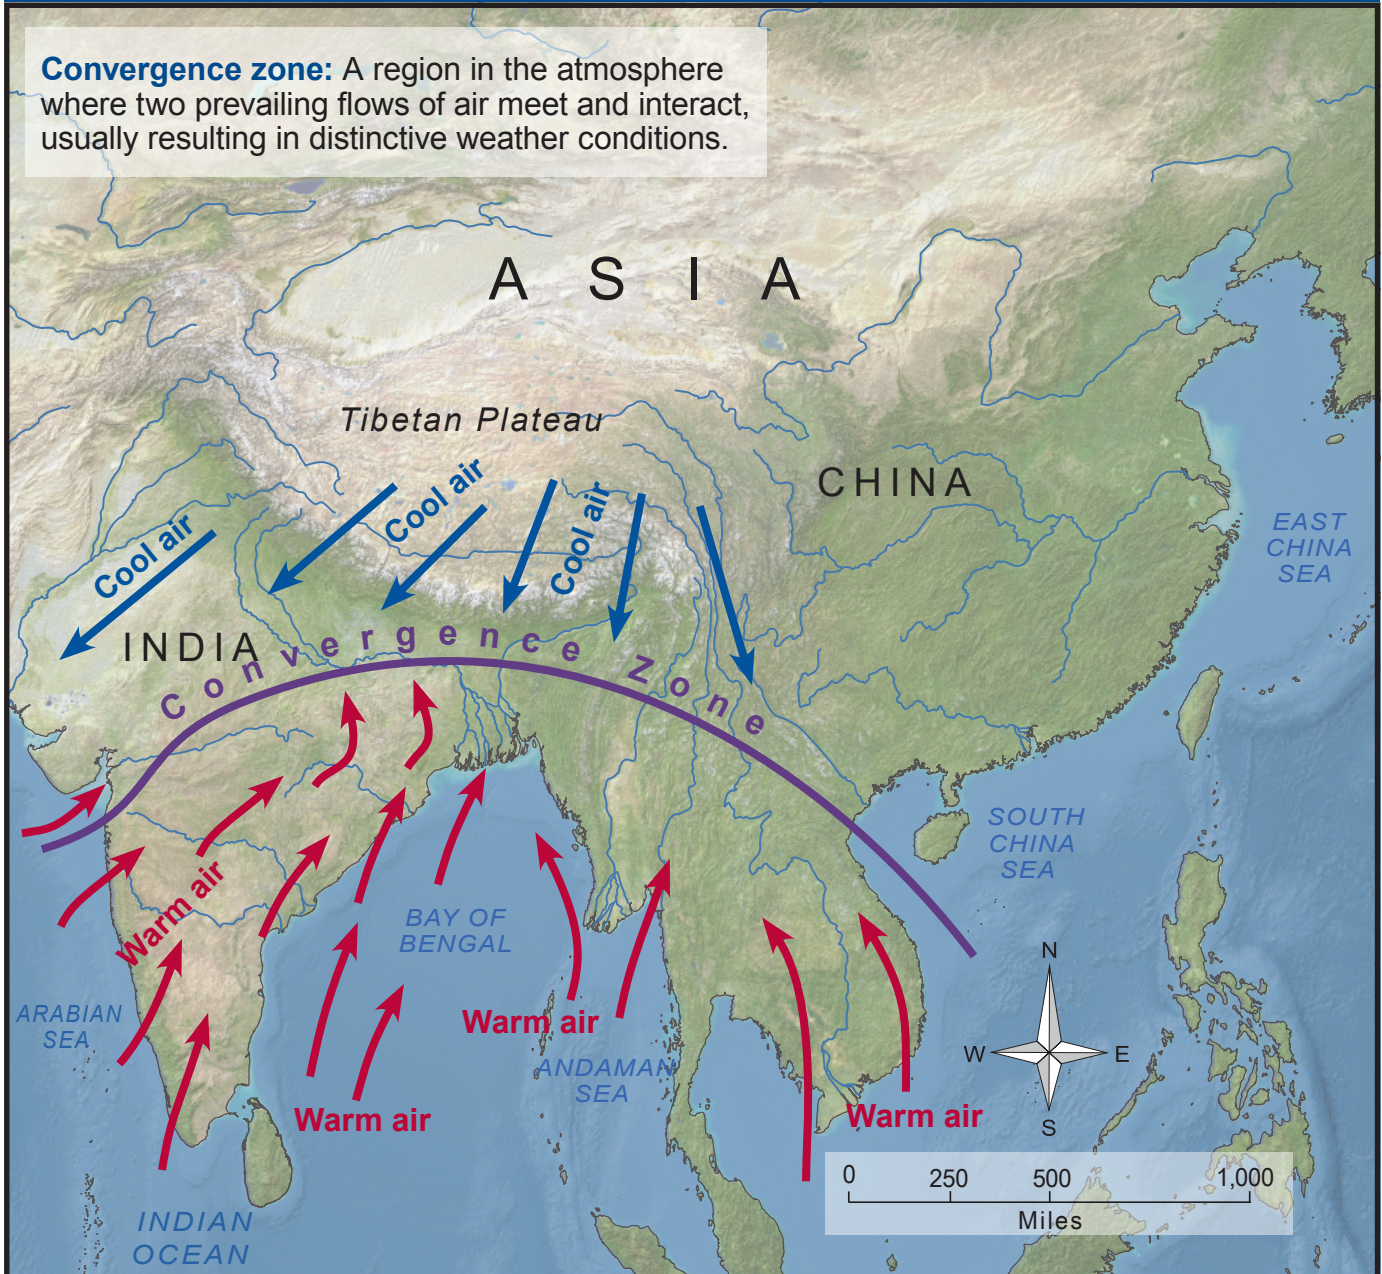 Convergence zone: A region in the atmosphere
where two prevailing flows of air meet and interact,
usually resulting in distinctive weather conditions.
ASIA
Tibetan Plateau
CHINA
Cool air
Cool air
Cool air
EAST
CHINA
SEA
INDIA
Convergence Zone
SOUTH
CHINA
SEA
Warm air
BAY OF
BENGAL
ARABIAN
SEA
Warm air
ANDAMAN
SEA
Warm air
Warm air
N
W
E
S
0 250 500 1,000
Miles
INDIAN
OCEAN